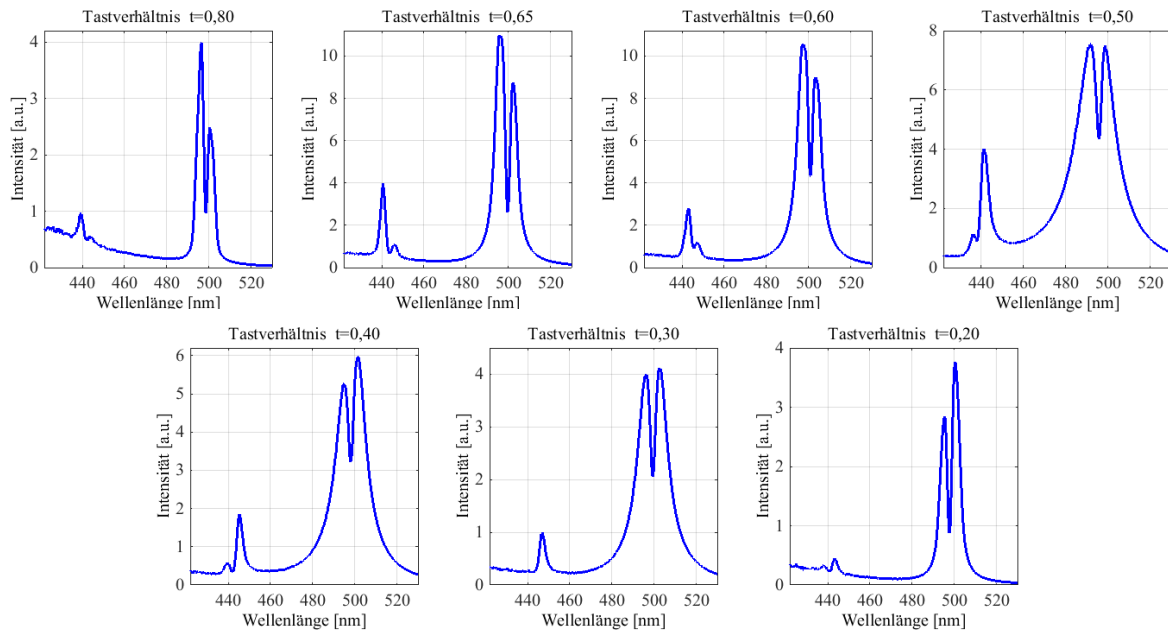 Tastverhältnis t=0,80
Intensität [a.u.]
4
3
2
1
0
440 460 480 500 520
Wellenlänge [nm]
Tastverhältnis t=0,65
Intensität [a.u.]
10
8
6
4
2
0
440 460 480 500 520
Wellenlänge [nm]
Tastverhältnis t=0,60
Intensität [a.u.]
10
8
6
4
2
0
440 460 480 500 520
Wellenlänge [nm]
Tastverhältnis t=0,50
Intensität [a.u.]
8
6
4
2
0
440 460 480 500 520
Wellenlänge [nm]
Tastverhältnis t=0,40
Intensität [a.u.]
6
5
4
3
2
1
0
440 460 480 500 520
Wellenlänge [nm]
Tastverhältnis t=0,30
Intensität [a.u.]
4
3
2
1
0
440 460 480 500 520
Wellenlänge [nm]
Tastverhältnis t=0,20
Intensität [a.u.]
4
3
2
1
0
440 460 480 500 520
Wellenlänge [nm]